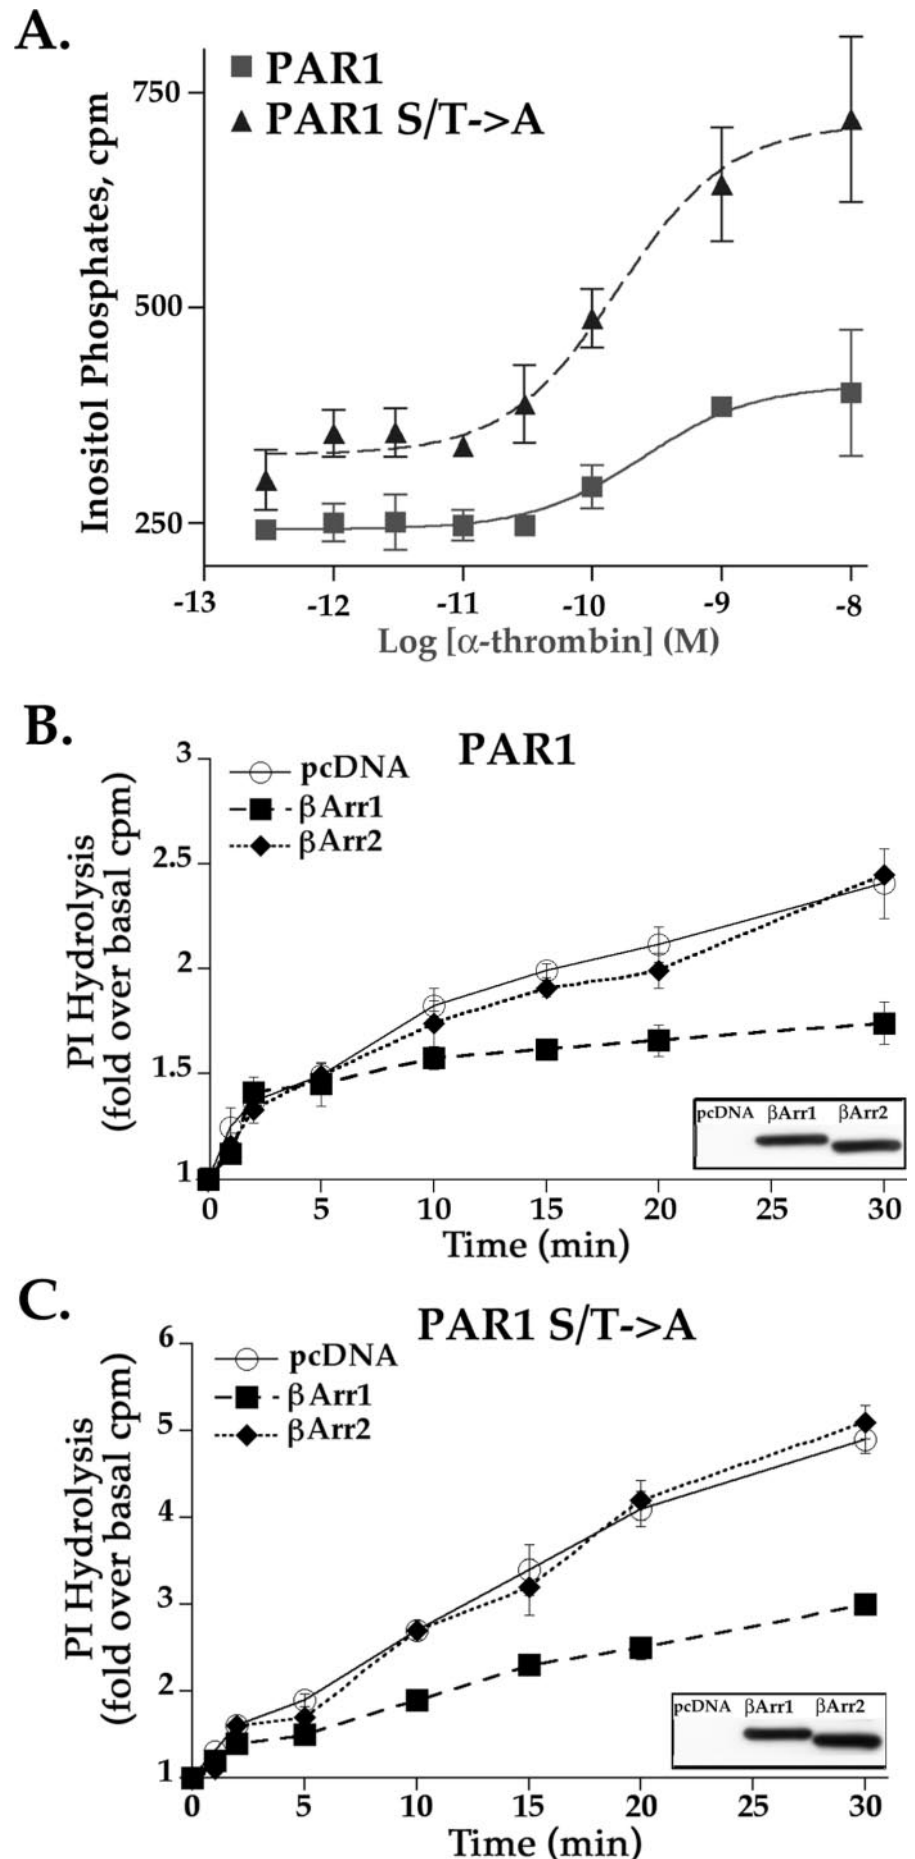 A.
PAR1
PAR1 S/T->A
Inositol Phosphates, cpm
750
500
250
-13 -12 -11 -10 -9 -8
Log [α-thrombin] (M)
B.
PAR1
pcDNA
βArr1
βArr2
PI Hydrolysis
(fold over basal cpm)
3
2.5
2
1.5
1
pcDNA βArr1 βArr2
0 5 10 15 20 25 30
Time (min)
C.
PAR1 S/T->A
pcDNA
βArr1
βArr2
PI Hydrolysis
(fold over basal cpm)
6
5
4
3
2
1
pcDNA βArr1 βArr2
0 5 10 15 20 25 30
Time (min)